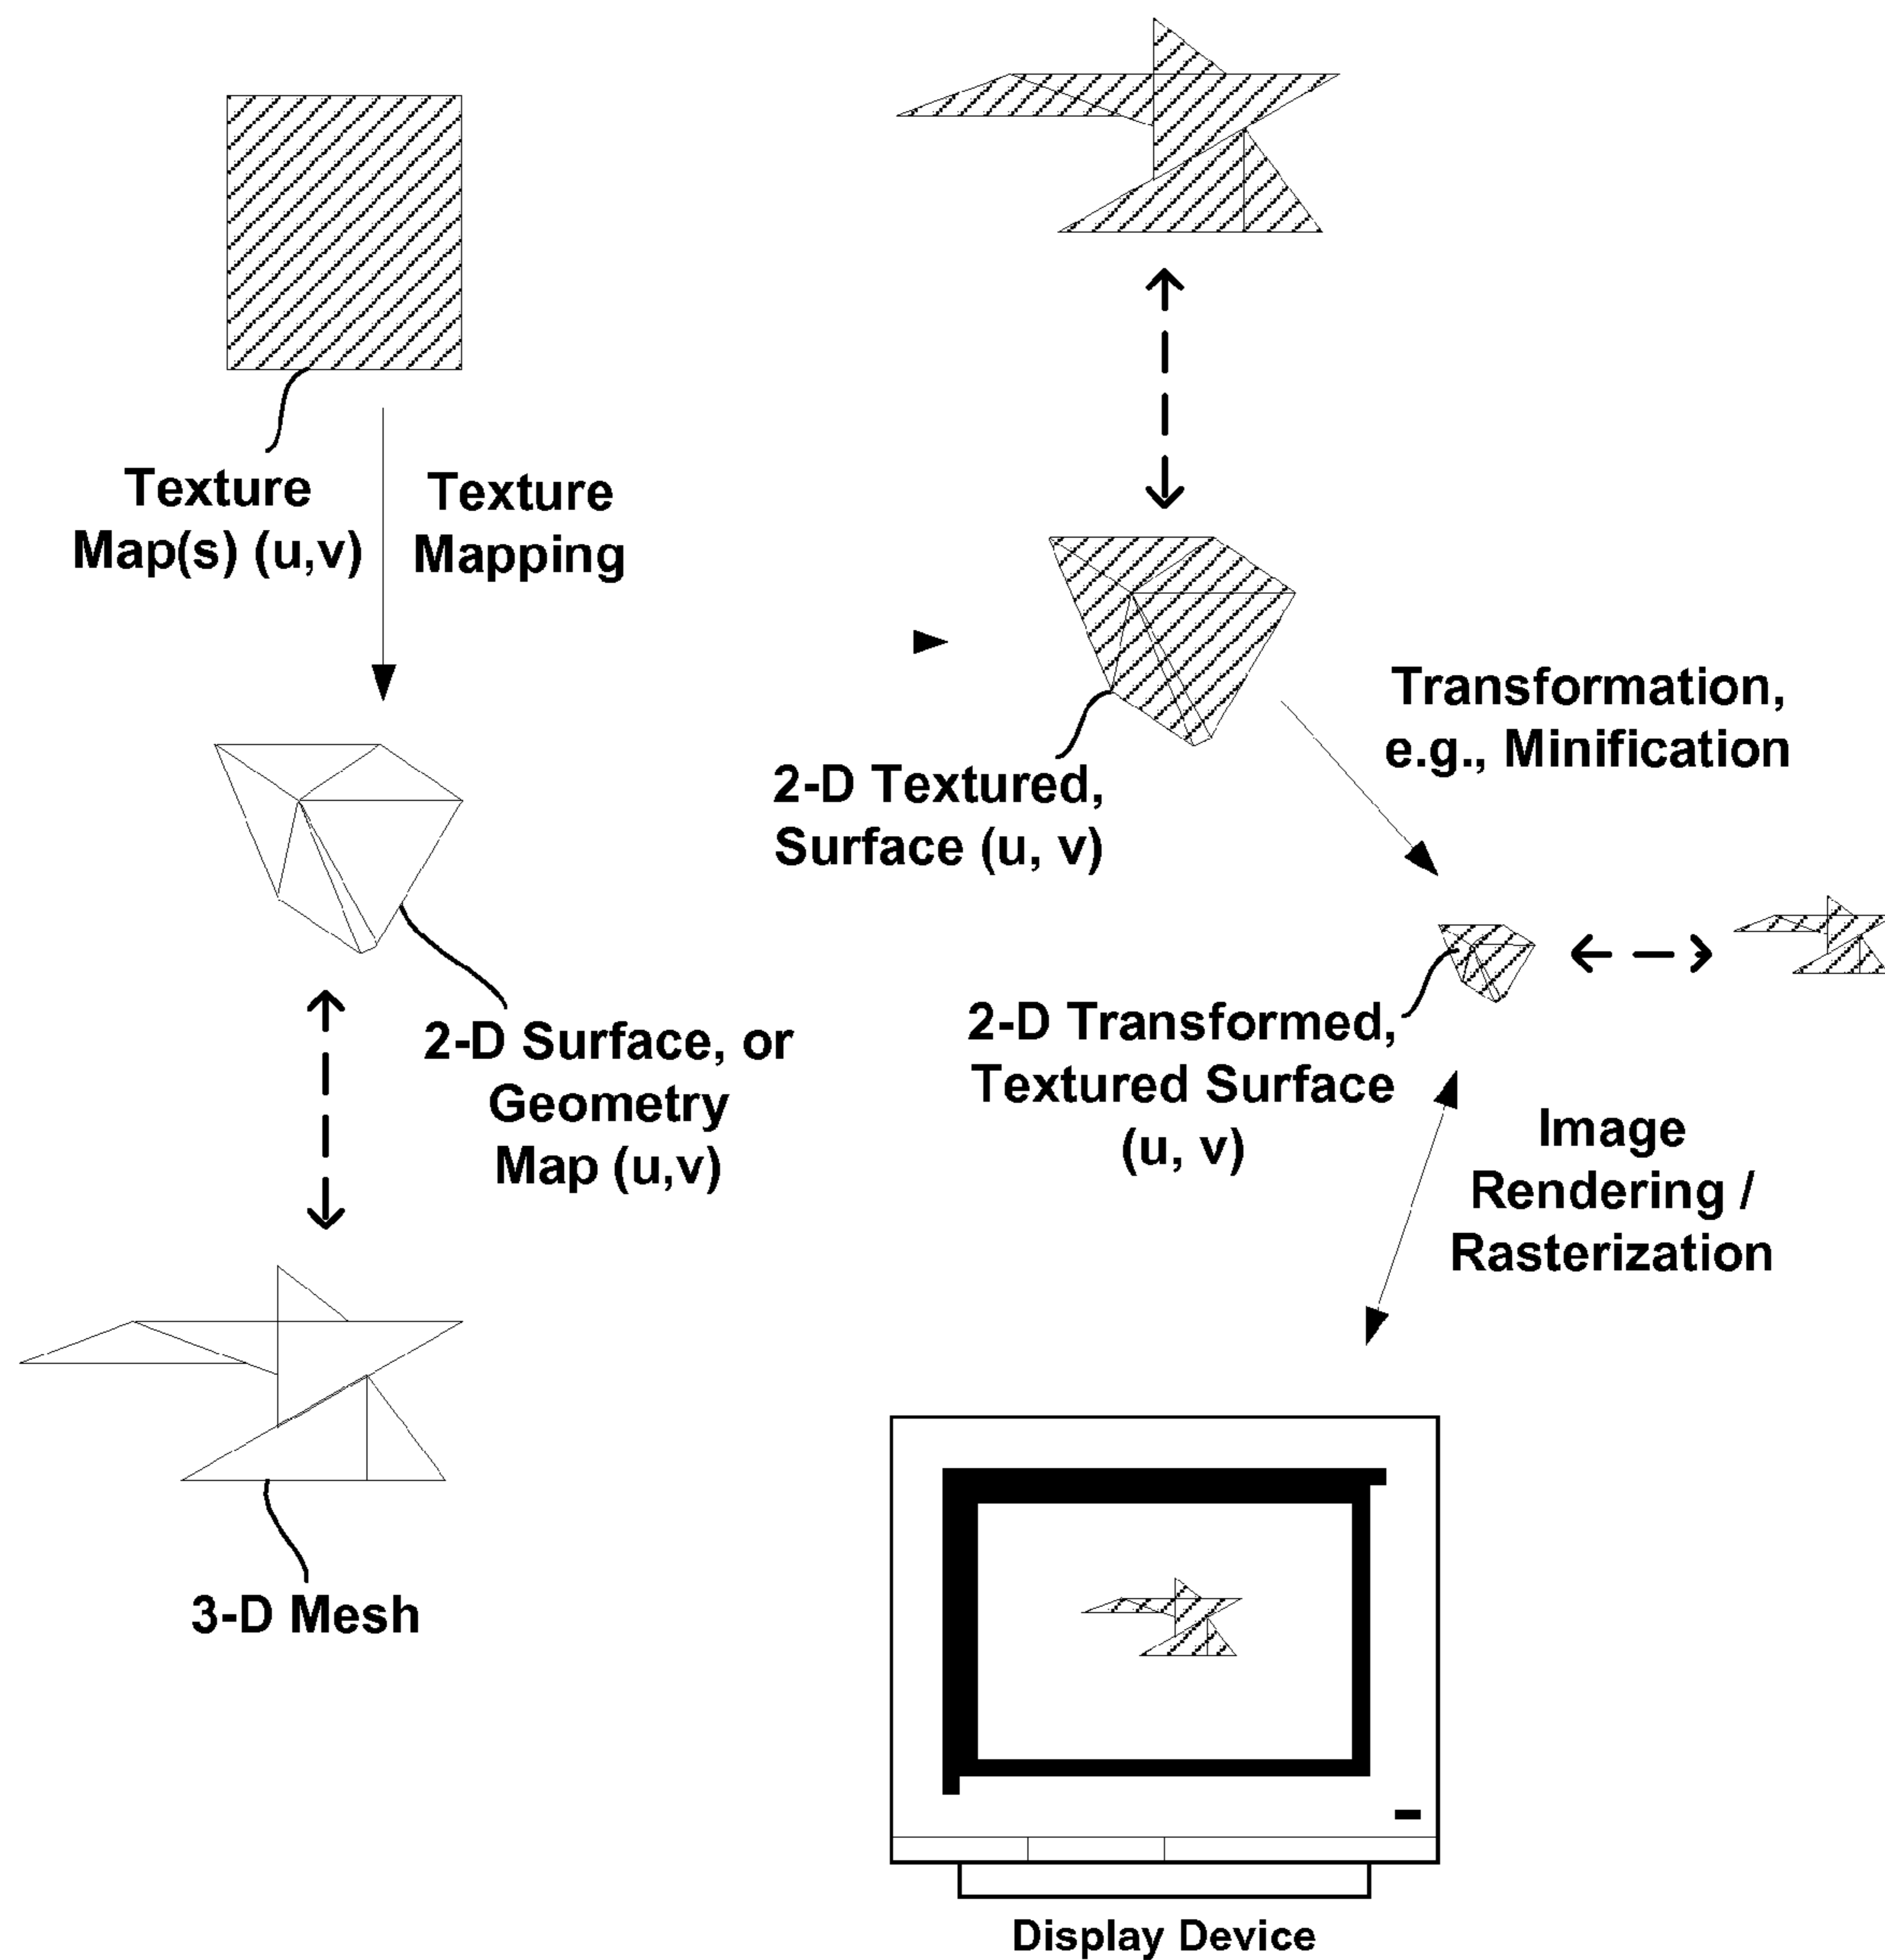 Texture
Map(s) (u,v)
Texture
Mapping
2-D Surface, or
Geometry
Map (u,v)
3-D Mesh
2-D Textured,
Surface (u, v)
Transformation,
e.g., Minification
2-D Transformed,
Textured Surface
(u, v)
Image
Rendering /
Rasterization
Display Device